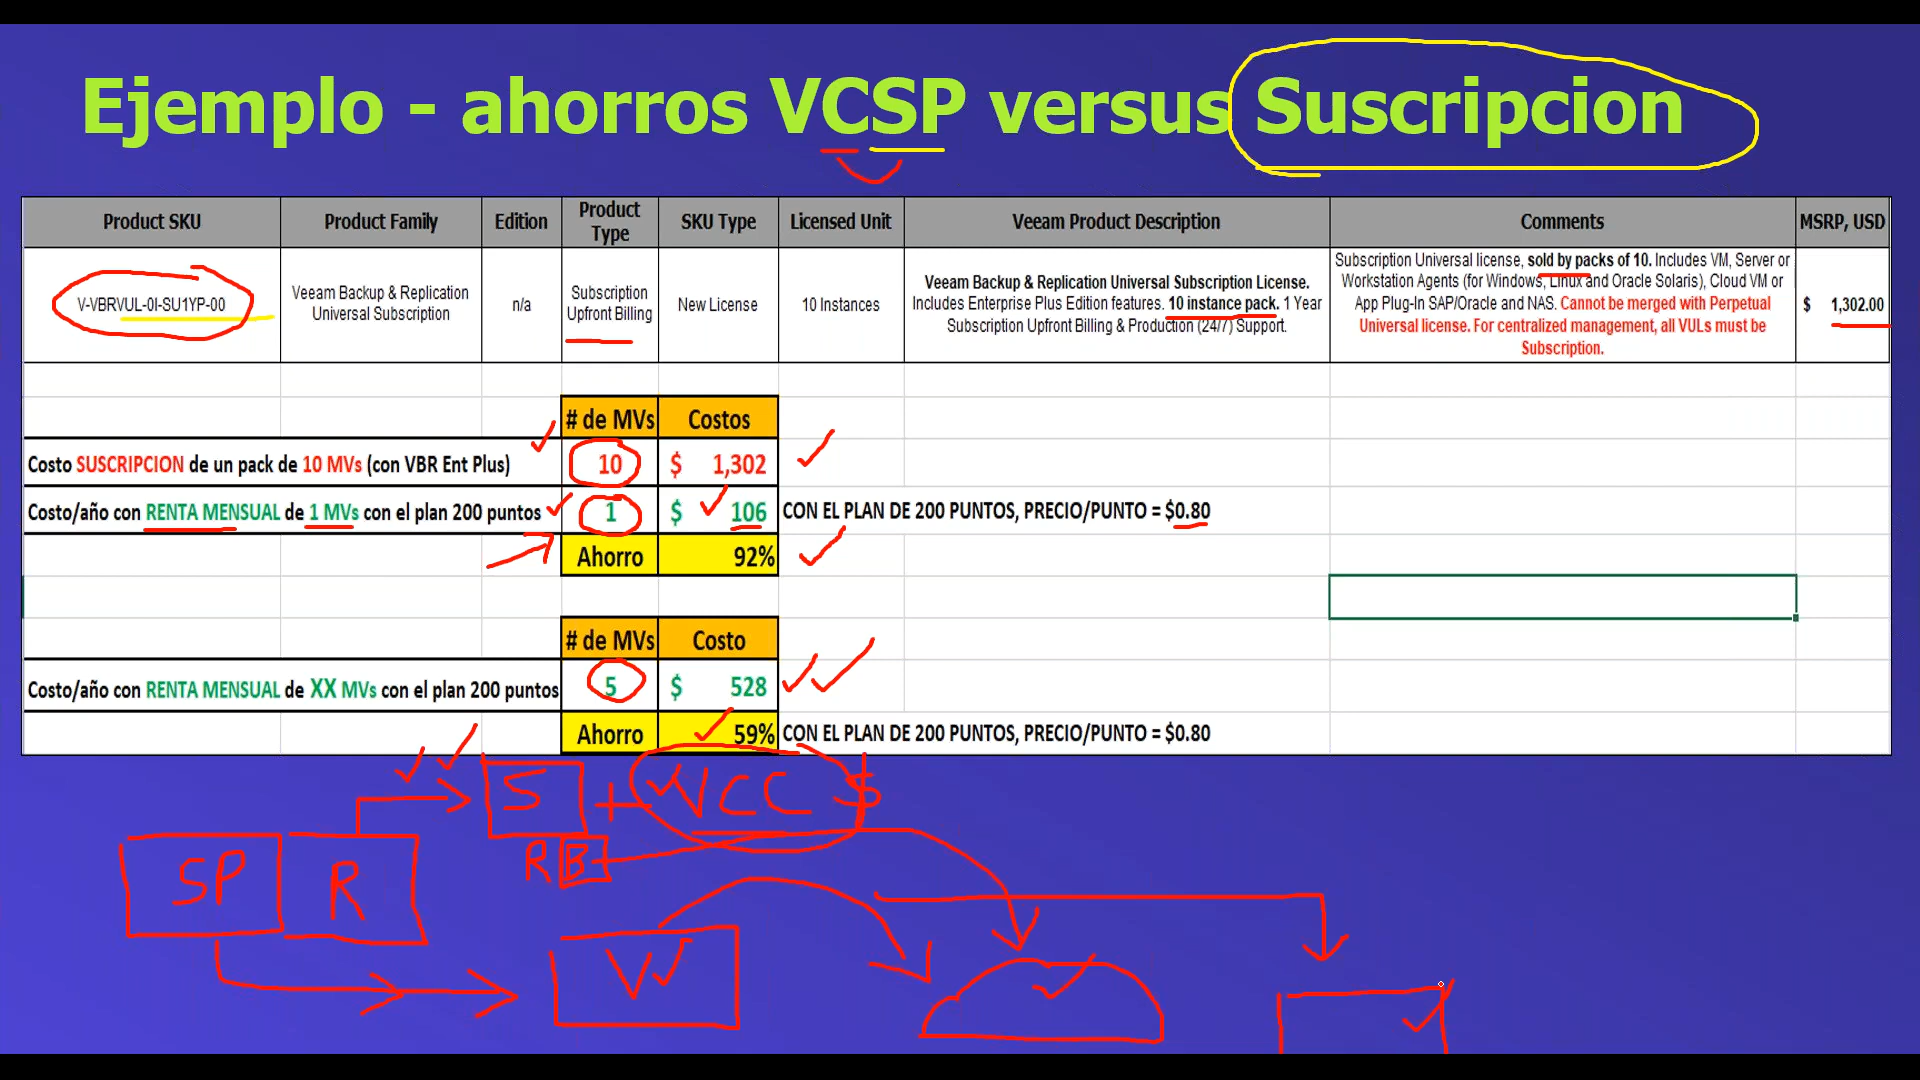 Ejemplo - ahorros VCSP versus Suscripcion
Product SKU
Product Family
Edition
Product
Type
SKU Type
Licensed Unit
Veeam Product Description
Comments
MSRP, USD
V-VBRVUL-0I-SU1YP-00
Veeam Backup & Replication
Universal Subscription
n/a
Subscription
Upfront Billing
New License
10 Instances
Veeam Backup & Replication Universal Subscription License.
Includes Enterprise Plus Edition features. 10 instance pack. 1 Year
Subscription Upfront Billing & Production (24/7) Support.
Subscription Universal license, sold by packs of 10. Includes VM, Server or
Workstation Agents (for Windows, Linux and Oracle Solaris), Cloud VM or
App Plug-In SAP/Oracle and NAS. Cannot be merged with Perpetual
Universal license. For centralized management, all VULs must be
Subscription.
$ 1,302.00
# de MVs Costos
Costo SUSCRIPCION de un pack de 10 MVs (con VBR Ent Plus) 10 $ 1,302
Costo/año con RENTA MENSUAL de 1 MVs con el plan 200 puntos 1 $ 106 CON EL PLAN DE 200 PUNTOS, PRECIO/PUNTO = $0.80
Ahorro 92%
# de MVs Costo
Costo/año con RENTA MENSUAL de XX MVs con el plan 200 puntos 5 $ 528
Ahorro 59% CON EL PLAN DE 200 PUNTOS, PRECIO/PUNTO = $0.80
S + VCC $
RB
SP R
V